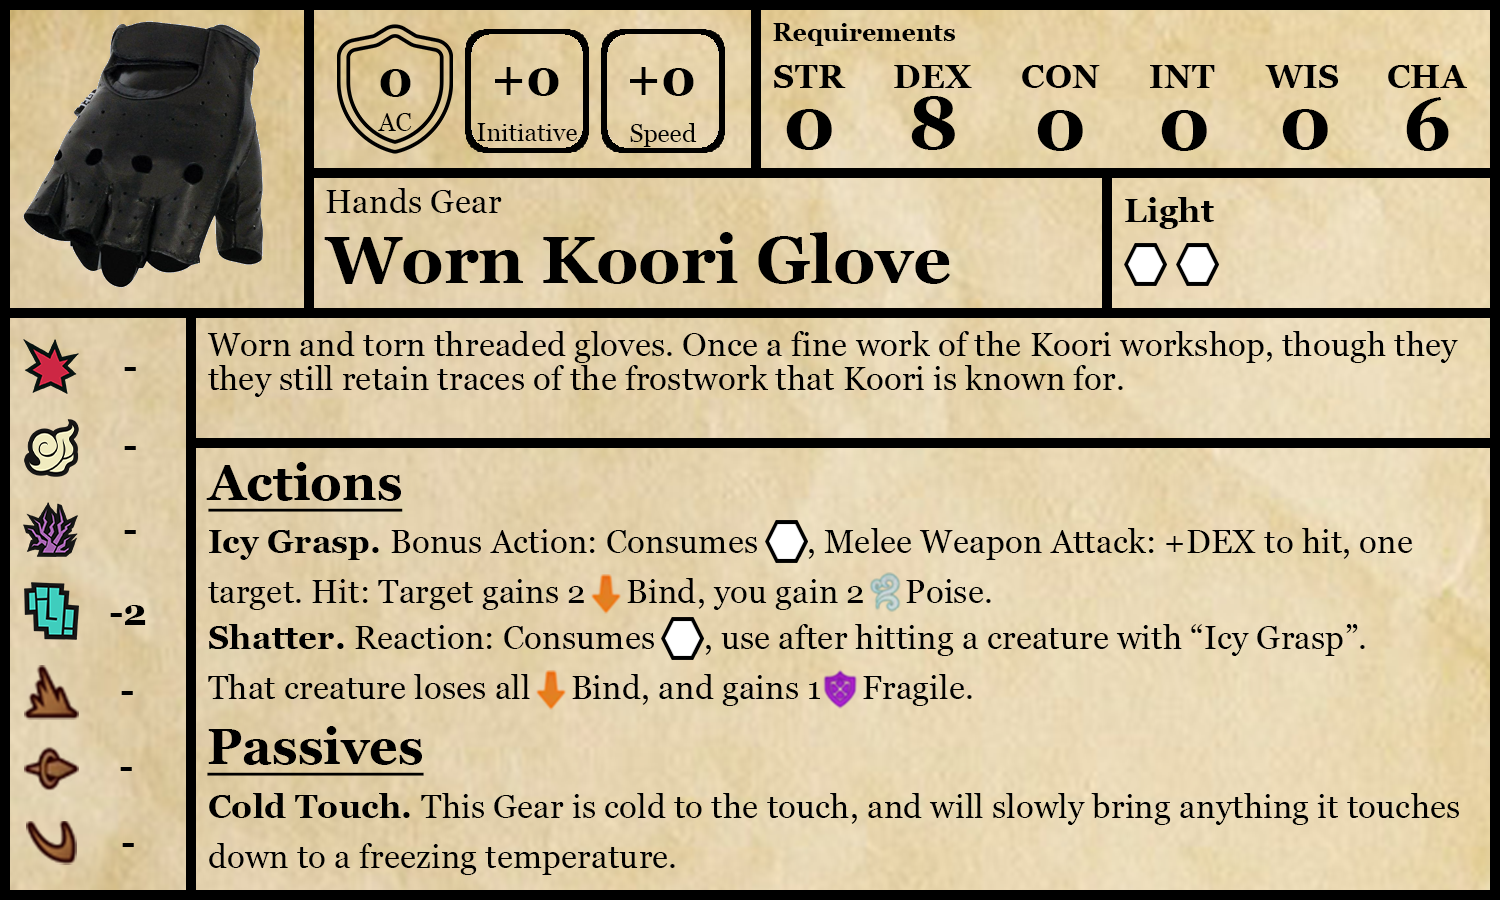 0
AC
+0
Initiative
+0
Speed
Requirements
STR DEX CON INT WIS CHA
0 8 0 0 0 6
Hands Gear
Worn Koori Glove
Light
-
-
-
-2
-
-
-
Worn and torn threaded gloves. Once a fine work of the Koori workshop, though they
they still retain traces of the frostwork that Koori is known for.
Actions
Icy Grasp. Bonus Action: Consumes , Melee Weapon Attack: +DEX to hit, one
target. Hit: Target gains 2 Bind, you gain 2 Poise.
Shatter. Reaction: Consumes , use after hitting a creature with “Icy Grasp”.
That creature loses all Bind, and gains 1 Fragile.
Passives
Cold Touch. This Gear is cold to the touch, and will slowly bring anything it touches
down to a freezing temperature.